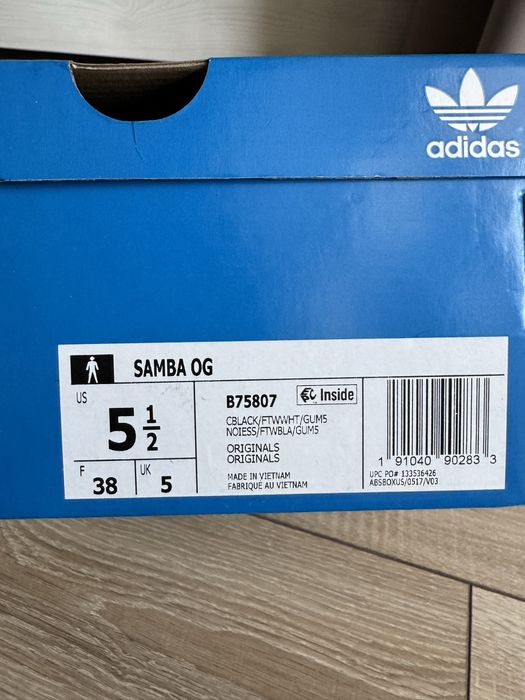 adidas
SAMBA OG
US
5 1/2
F
38
UK
5
B75807
Inside
CBLACK/FTWWHT/GUM5
NOIESS/FTWBLA/GUM5
ORIGINALS
ORIGINALS
MADE IN VIETNAM
FABRIQUE AU VIETNAM
1 91040 90283 3
UPC PO# 133536426
ABSBOXUS/0517/V03